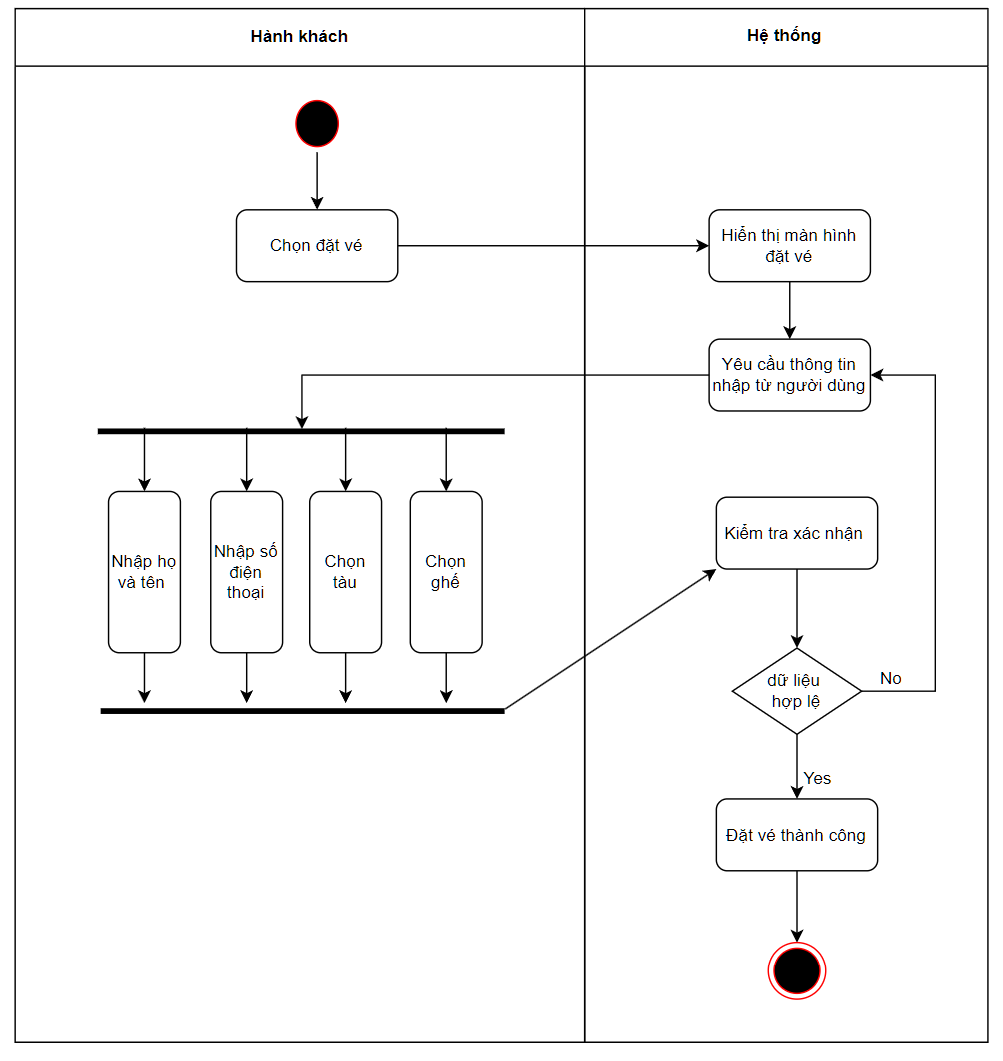 Hành khách
Hệ thống
Chọn đặt vé
Hiển thị màn hình
đặt vé
Yêu cầu thông tin
nhập từ người dùng
Nhập họ
và tên
Nhập số
điện
thoại
Chọn
tàu
Chọn
ghế
Kiểm tra xác nhận
dữ liệu
hợp lệ
No
Yes
Đặt vé thành công